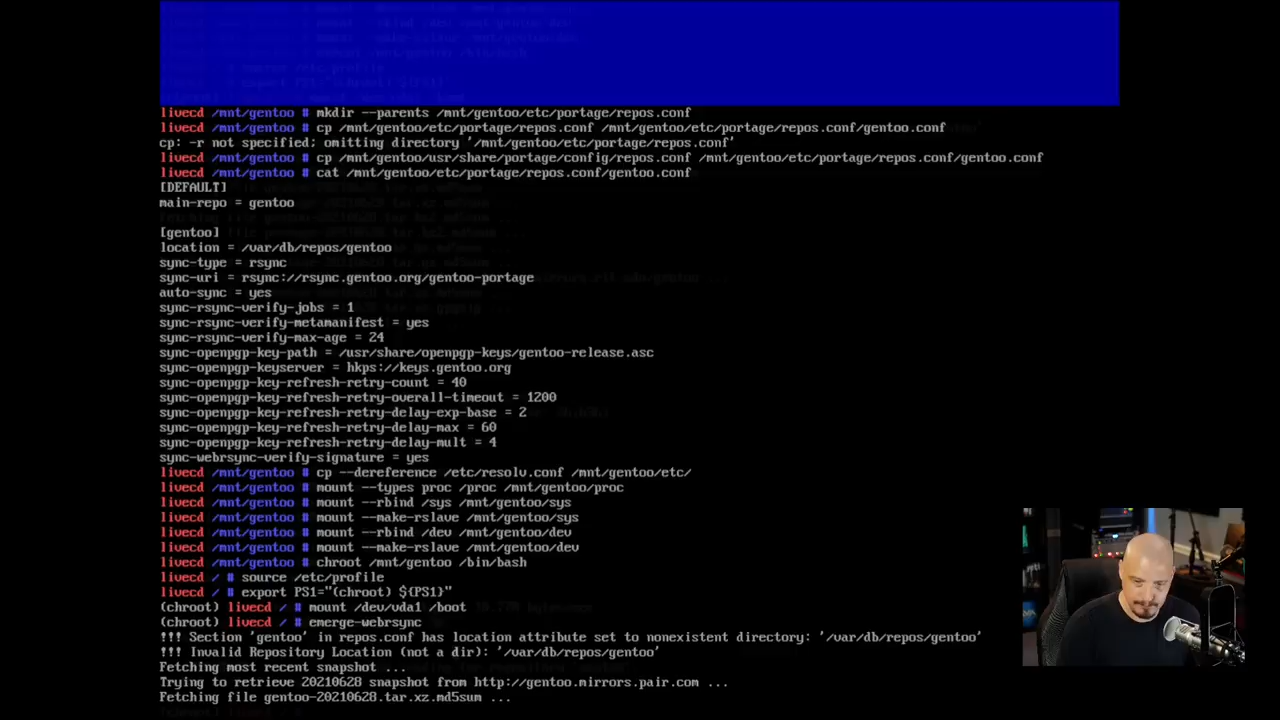 livecd /mnt/gentoo # mkdir --parents /mnt/gentoo/etc/portage/repos.conf
livecd /mnt/gentoo # cp /mnt/gentoo/etc/portage/repos.conf /mnt/gentoo/etc/portage/repos.conf/gentoo.conf
cp: -r not specified; omitting directory '/mnt/gentoo/etc/portage/repos.conf'
livecd /mnt/gentoo # cp /mnt/gentoo/usr/share/portage/config/repos.conf /mnt/gentoo/etc/portage/repos.conf/gentoo.conf
livecd /mnt/gentoo # cat /mnt/gentoo/etc/portage/repos.conf/gentoo.conf
[DEFAULT]
main-repo = gentoo
[gentoo]
location = /var/db/repos/gentoo
sync-type = rsync
sync-uri = rsync://rsync.gentoo.org/gentoo-portage
auto-sync = yes
sync-rsync-verify-jobs = 1
sync-rsync-verify-metamanifest = yes
sync-rsync-verify-max-age = 24
sync-openpgp-key-path = /usr/share/openpgp-keys/gentoo-release.asc
sync-openpgp-keyserver = hkps://keys.gentoo.org
sync-openpgp-key-refresh-retry-count = 40
sync-openpgp-key-refresh-retry-overall-timeout = 1200
sync-openpgp-key-refresh-retry-delay-exp-base = 2
sync-openpgp-key-refresh-retry-delay-max = 60
sync-openpgp-key-refresh-retry-delay-mult = 4
sync-webrsync-verify-signature = yes
livecd /mnt/gentoo # cp --dereference /etc/resolv.conf /mnt/gentoo/etc/
livecd /mnt/gentoo # mount --types proc /proc /mnt/gentoo/proc
livecd /mnt/gentoo # mount --rbind /sys /mnt/gentoo/sys
livecd /mnt/gentoo # mount --make-rslave /mnt/gentoo/sys
livecd /mnt/gentoo # mount --rbind /dev /mnt/gentoo/dev
livecd /mnt/gentoo # mount --make-rslave /mnt/gentoo/dev
livecd /mnt/gentoo # chroot /mnt/gentoo /bin/bash
livecd / # source /etc/profile
livecd / # export PS1="(chroot) ${PS1}"
(chroot) livecd / # mount /dev/vda1 /boot
(chroot) livecd / # emerge-webrsync
!!! Section 'gentoo' in repos.conf has location attribute set to nonexistent directory: '/var/db/repos/gentoo'
!!! Invalid Repository Location (not a dir): '/var/db/repos/gentoo'
Fetching most recent snapshot ...
Trying to retrieve 20210628 snapshot from http://gentoo.mirrors.pair.com ...
Fetching file gentoo-20210628.tar.xz.md5sum ...